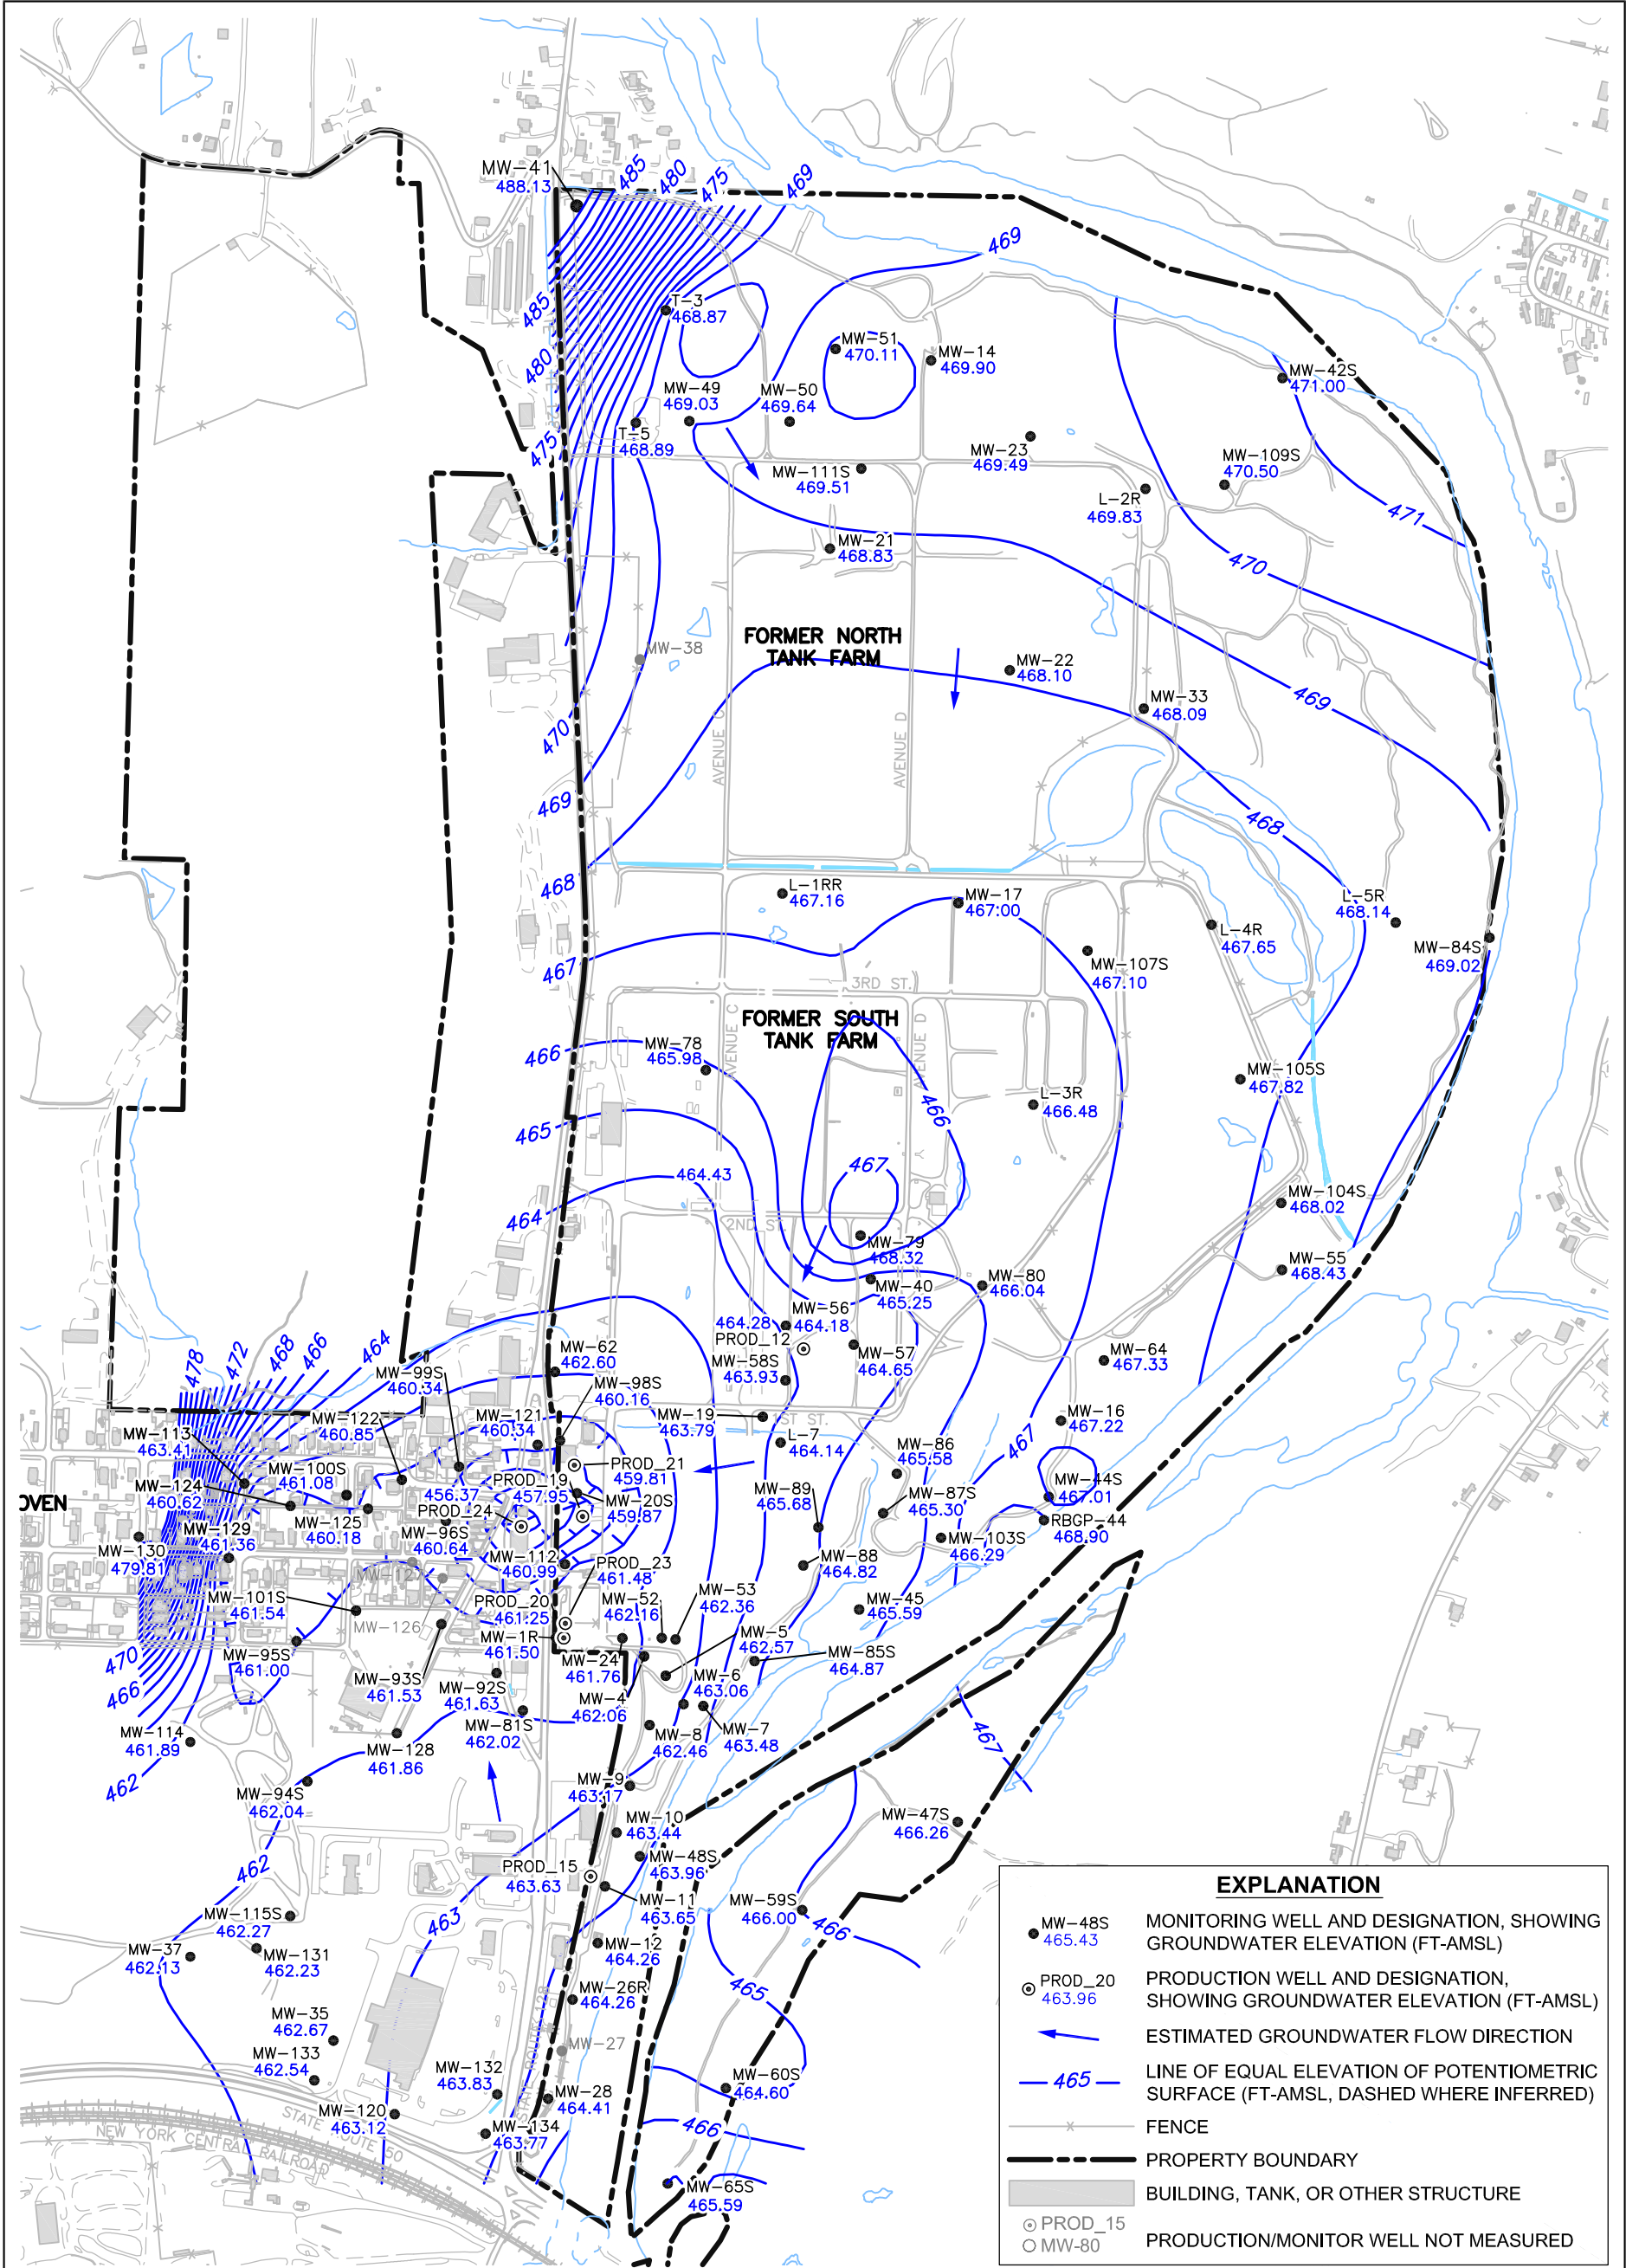 MW-41
488.13
485
480
475
469
469
485
480
475
T-3
468.87
MW-51
470.11
MW-14
469.90
MW-42S
471.00
MW-49
469.03
MW-50
469.64
T-5
468.89
MW-111S
469.51
MW-23
469.49
MW-109S
470.50
L-2R
469.83
471
MW-21
468.83
470
FORMER NORTH
TANK FARM
MW-38
MW-22
468.10
MW-33
468.09
469
470
AVENUE C
AVENUE D
469
468
468
L-1RR
467.16
MW-17
467.00
L-5R
468.14
L-4R
467.65
MW-84S
469.02
467
MW-107S
467.10
3RD ST.
FORMER SOUTH
TANK FARM
AVENUE C
AVENUE D
466
MW-78
465.98
MW-105S
467.82
L-3R
466.48
466
465
467
464.43
464
2ND ST.
MW-104S
468.02
MW-79
468.32
MW-55
468.43
MW-40
465.25
MW-80
466.04
MW-56
464.18
464.28
PROD_12
MW-57
464.65
MW-58S
463.93
MW-64
467.33
478
472
468
466
464
MW-62
462.60
MW-99S
460.34
MW-98S
460.16
MW-122
460.85
MW-121
460.34
MW-19
463.79
1ST ST.
MW-16
467.22
MW-113
463.41
L-7
464.14
467
MW-86
465.58
MW-100S
461.08
PROD_21
459.81
PROD_19
457.95
456.37
MW-124
460.62
MW-44S
467.01
MW-89
465.68
MW-87S
465.30
MW-20S
459.87
OVEN
PROD_24
MW-125
460.18
RBGP-44
468.90
MW-129
461.36
MW-96S
460.64
MW-103S
466.29
MW-130
479.81
MW-112
460.99
PROD_23
461.48
MW-88
464.82
MW-101S
461.54
MW-53
462.36
PROD_20
461.25
MW-52
462.16
MW-45
465.59
MW-126
MW-1R
461.50
MW-5
462.57
MW-95S
461.00
MW-24
461.76
MW-85S
464.87
470
466
MW-93S
461.53
MW-92S
461.63
MW-6
463.06
MW-4
462.06
MW-114
461.89
MW-81S
462.02
MW-8
462.46
MW-7
463.48
467
MW-128
461.86
462
MW-9
463.17
MW-94S
462.04
MW-10
463.44
MW-47S
466.26
MW-48S
463.96
PROD_15
463.63
462
MW-11
463.65
MW-59S
466.00
466
MW-115S
462.27
463
MW-12
464.26
MW-37
462.13
MW-131
462.23
MW-26R
464.26
465
MW-35
462.67
MW-27
MW-133
462.54
MW-132
463.83
MW-60S
464.60
MW-28
464.41
MW-120
463.12
466
MW-134
463.77
STATE ROUTE 50
NEW YORK CENTRAL RAILROAD
MW-65S
465.59
EXPLANATION
MW-48S
465.43
MONITORING WELL AND DESIGNATION, SHOWING
GROUNDWATER ELEVATION (FT-AMSL)
PROD_20
463.96
PRODUCTION WELL AND DESIGNATION,
SHOWING GROUNDWATER ELEVATION (FT-AMSL)
ESTIMATED GROUNDWATER FLOW DIRECTION
465
LINE OF EQUAL ELEVATION OF POTENTIOMETRIC
SURFACE (FT-AMSL, DASHED WHERE INFERRED)
FENCE
PROPERTY BOUNDARY
BUILDING, TANK, OR OTHER STRUCTURE
PROD_15
MW-80
PRODUCTION/MONITOR WELL NOT MEASURED